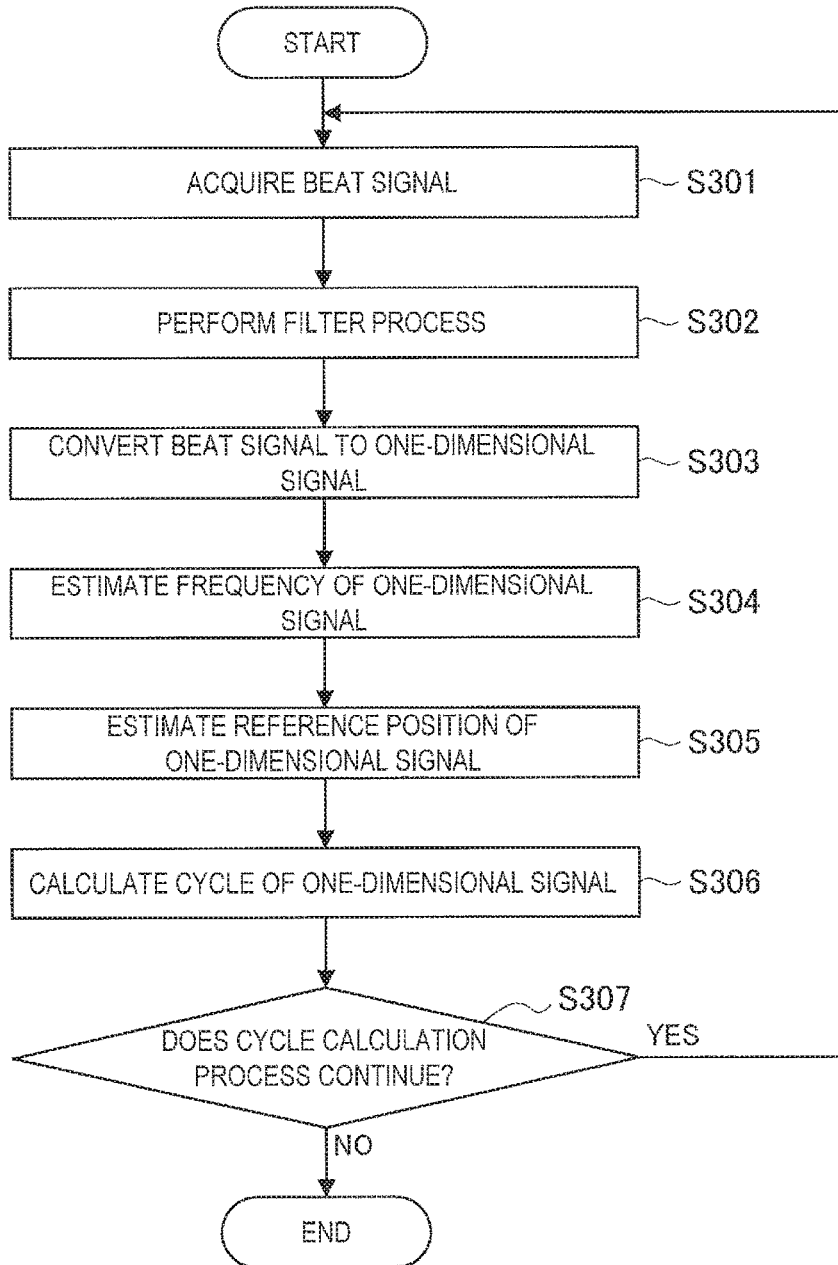 START
ACQUIRE BEAT SIGNAL
S301
PERFORM FILTER PROCESS
S302
CONVERT BEAT SIGNAL TO ONE-DIMENSIONAL
SIGNAL
S303
ESTIMATE FREQUENCY OF ONE-DIMENSIONAL
SIGNAL
S304
ESTIMATE REFERENCE POSITION OF
ONE-DIMENSIONAL SIGNAL
S305
CALCULATE CYCLE OF ONE-DIMENSIONAL SIGNAL
S306
S307
DOES CYCLE CALCULATION
PROCESS CONTINUE?
YES
NO
END